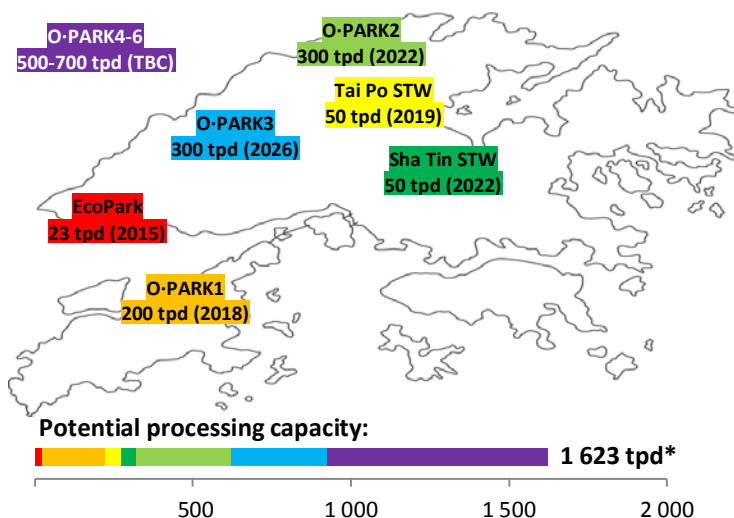 O·PARK4-6
500-700 tpd (TBC)
O·PARK2
300 tpd (2022)
Tai Po STW
50 tpd (2019)
O·PARK3
300 tpd (2026)
Sha Tin STW
50 tpd (2022)
EcoPark
23 tpd (2015)
O·PARK1
200 tpd (2018)
Potential processing capacity:
1 623 tpd*
500
1 000
1 500
2 000